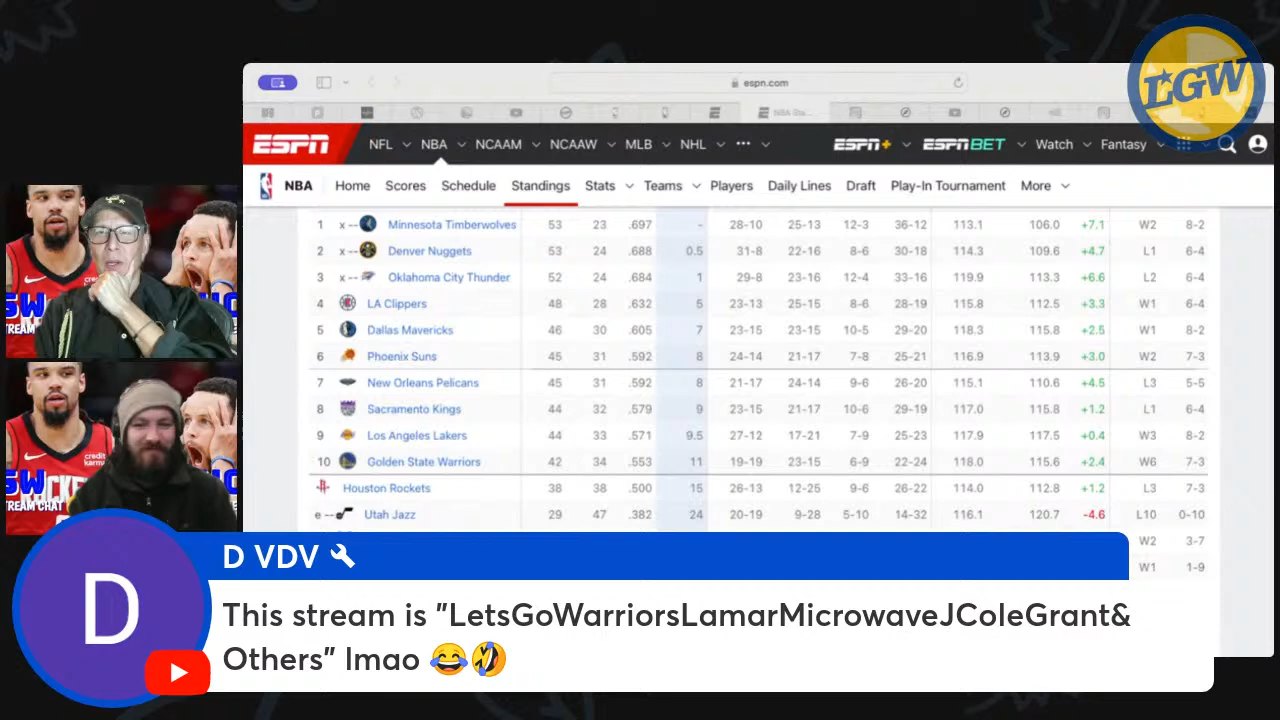 LGW
espn.com
NBA Sta...
ESPN NFL NBA NCAAM NCAAW MLB NHL ••• ESPN+ ESPN BET Watch Fantasy
NBA Home Scores Schedule Standings Stats Teams Players Daily Lines Draft Play-In Tournament More
1 x -- Minnesota Timberwolves 53 23 .697 - 28-10 25-13 12-3 36-12 113.1 106.0 +7.1 W2 8-2
2 x -- Denver Nuggets 53 24 .688 0.5 31-8 22-16 8-6 30-18 114.3 109.6 +4.7 L1 6-4
3 x -- Oklahoma City Thunder 52 24 .684 1 29-8 23-16 12-4 33-16 119.9 113.3 +6.6 L2 6-4
4 LA Clippers 48 28 .632 5 23-13 25-15 8-6 28-19 115.8 112.5 +3.3 W1 6-4
5 Dallas Mavericks 46 30 .605 7 23-15 23-15 10-5 29-20 118.3 115.8 +2.5 W1 8-2
6 Phoenix Suns 45 31 .592 8 24-14 21-17 7-8 25-21 116.9 113.9 +3.0 W2 7-3
7 New Orleans Pelicans 45 31 .592 8 21-17 24-14 9-6 26-20 115.1 110.6 +4.5 L3 5-5
8 Sacramento Kings 44 32 .579 9 23-15 21-17 10-6 29-19 117.0 115.8 +1.2 L1 6-4
9 Los Angeles Lakers 44 33 .571 9.5 27-12 17-21 7-9 25-23 117.9 117.5 +0.4 W3 8-2
10 Golden State Warriors 42 34 .553 11 19-19 23-15 6-9 22-24 118.0 115.6 +2.4 W6 7-3
Houston Rockets 38 38 .500 15 26-13 12-25 9-6 26-22 114.0 112.8 +1.2 L3 7-3
e -- Utah Jazz 29 47 .382 24 20-19 9-28 5-10 14-32 116.1 120.7 -4.6 L10 0-10
W2 3-7
W1 1-9
credit
karma
credit
karma
D
D VDV
This stream is "LetsGoWarriorsLamarMicrowaveJColeGrant&
Others" lmao 😂🤣